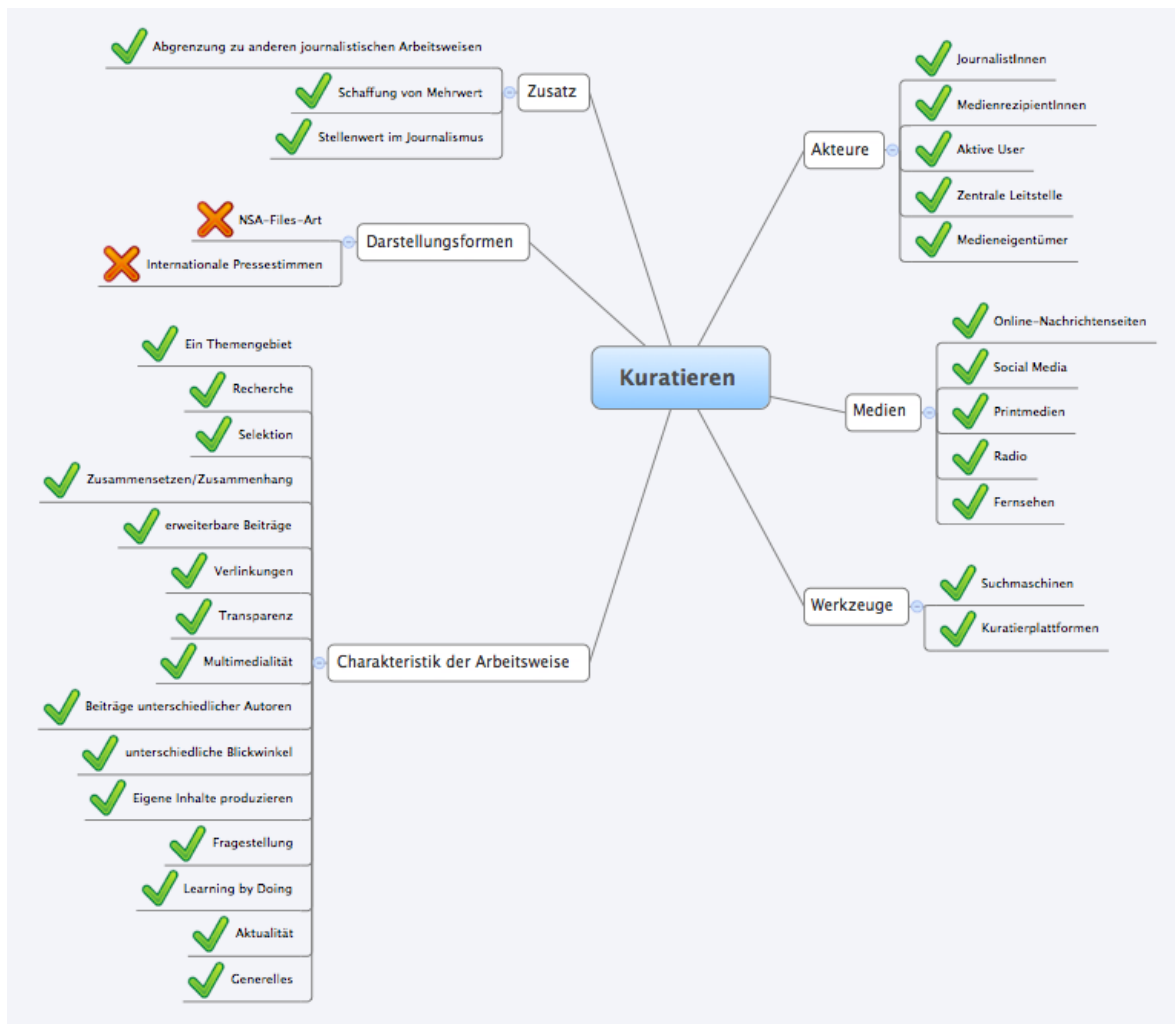 Abgrenzung zu anderen journalistischen Arbeitsweisen
Schaffung von Mehrwert
Stellenwert im Journalismus
Zusatz
NSA-Files-Art
Internationale Pressestimmen
Darstellungsformen
Ein Themengebiet
Recherche
Selektion
Zusammensetzen/Zusammenhang
erweiterbare Beiträge
Verlinkungen
Transparenz
Multimedialität
Beiträge unterschiedlicher Autoren
unterschiedliche Blickwinkel
Eigene Inhalte produzieren
Fragestellung
Learning by Doing
Aktualität
Generelles
Charakteristik der Arbeitsweise
Kuratieren
Akteure
JournalistInnen
MedienrezipientInnen
Aktive User
Zentrale Leitstelle
Medieneigentümer
Medien
Online-Nachrichtenseiten
Social Media
Printmedien
Radio
Fernsehen
Werkzeuge
Suchmaschinen
Kuratierplattformen